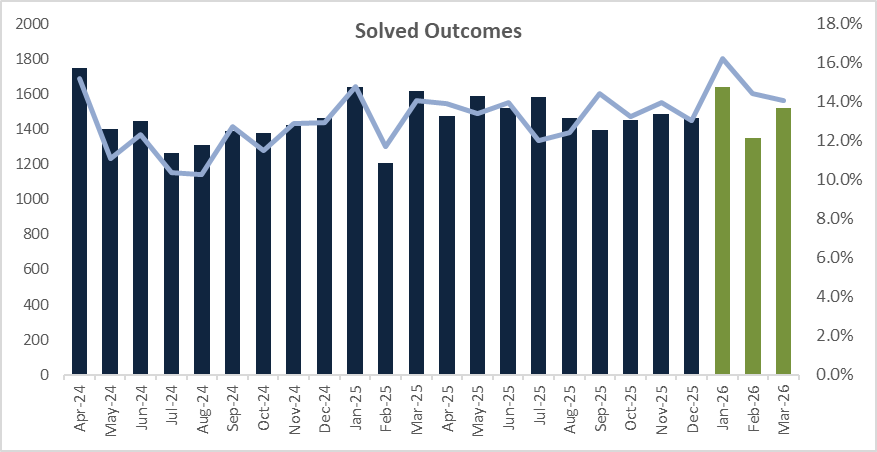 Solved Outcomes
2000
1800
1600
1400
1200
1000
800
600
400
200
0
18.0%
16.0%
14.0%
12.0%
10.0%
8.0%
6.0%
4.0%
2.0%
0.0%
Apr-24
May-24
Jun-24
Jul-24
Aug-24
Sep-24
Oct-24
Nov-24
Dec-24
Jan-25
Feb-25
Mar-25
Apr-25
May-25
Jun-25
Jul-25
Aug-25
Sep-25
Oct-25
Nov-25
Dec-25
Jan-26
Feb-26
Mar-26